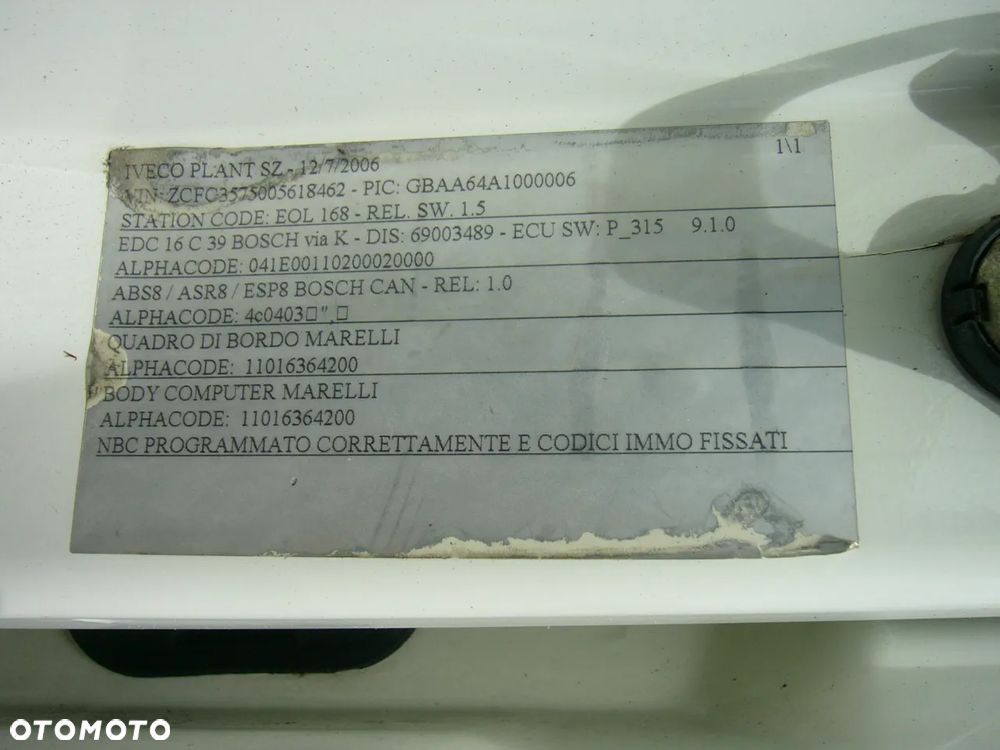 1\1
IVECO PLANT SZ - 12/7/2006
VIN: ZCFC3575005618462 - PIC: GBAA64A1000006
STATION CODE: EOL 168 - REL. SW. 1.5
EDC 16 C 39 BOSCH via K - DIS: 69003489 - ECU SW: P_315 9.1.0
ALPHACODE: 041E00110200020000
ABS8 / ASR8 / ESP8 BOSCH CAN - REL: 1.0
ALPHACODE: 4c0403□",□
QUADRO DI BORDO MARELLI
ALPHACODE: 11016364200
BODY COMPUTER MARELLI
ALPHACODE: 11016364200
NBC PROGRAMMATO CORRETTAMENTE E CODICI IMMO FISSATI
OTOMOTO